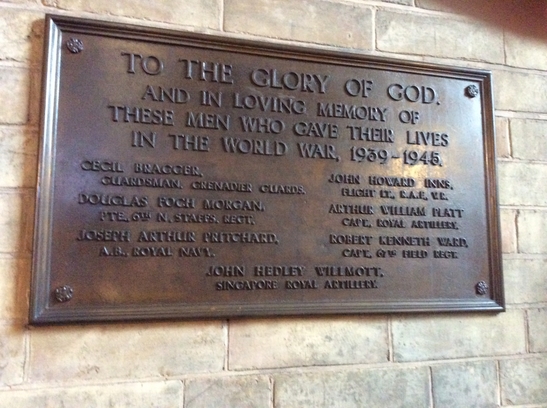 TO THE GLORY OF GOD.
AND IN LOVING MEMORY OF
THESE MEN WHO GAVE THEIR LIVES
IN THE WORLD WAR, 1939-1945.
CECIL BRAGGER,
GUARDSMAN, GRENADIER GUARDS.
DOUGLAS FOCH MORGAN,
PTE., 6TH N. STAFFS. REGT.
JOSEPH ARTHUR PRITCHARD,
A.B. ROYAL NAVY.
JOHN HOWARD INNS,
FLIGHT LT., R.A.F., V.R.
ARTHUR WILLIAM PLATT
CAPT., ROYAL ARTILLERY.
ROBERT KENNETH WARD,
CAPT., 67TH FIELD REGT.
JOHN HEDLEY WILLMOTT,
SINGAPORE ROYAL ARTILLERY.